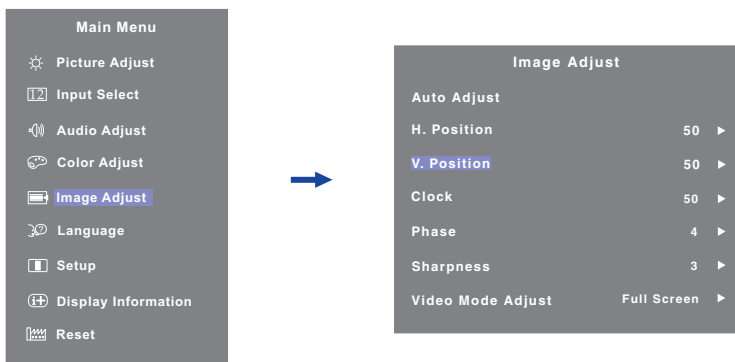 Main Menu
Picture Adjust
12 Input Select
Audio Adjust
Color Adjust
Image Adjust
? Language
Setup
i+ Display Information
Reset
Image Adjust
Auto Adjust
H. Position 50
V. Position 50
Clock 50
Phase 4
Sharpness 3
Video Mode Adjust Full Screen